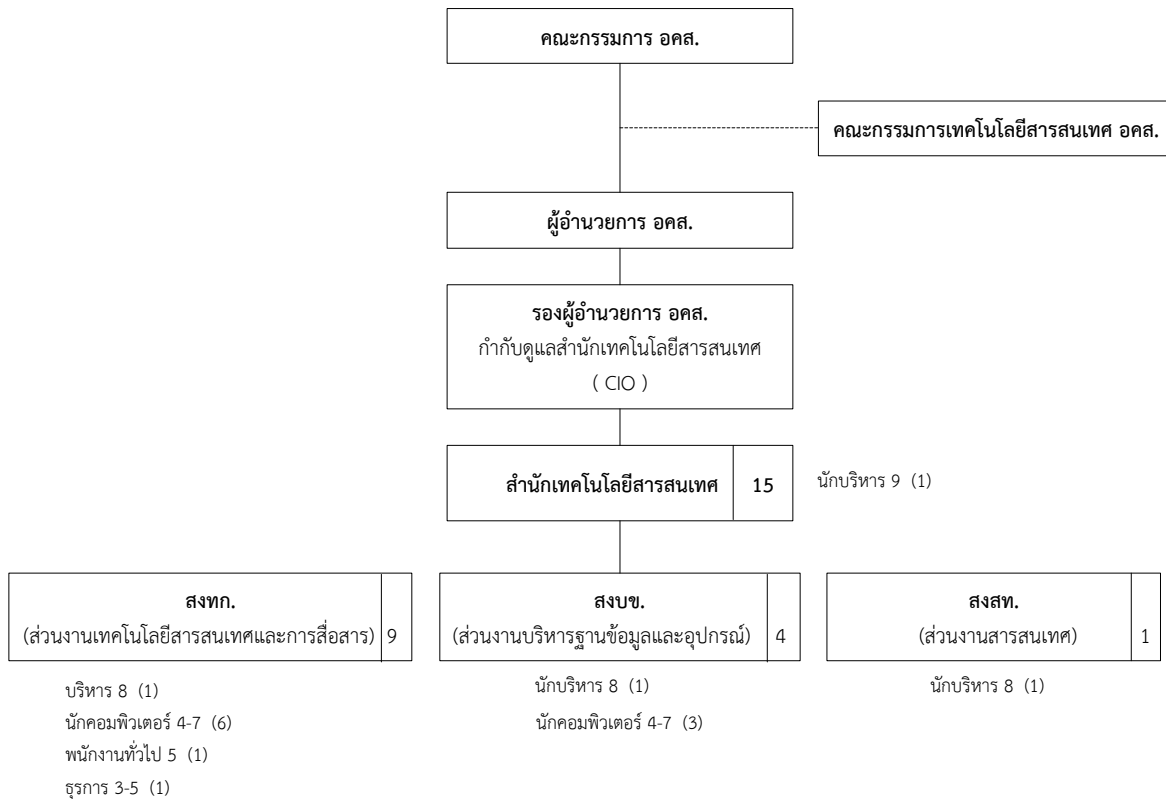 คณะกรรมการ อคส.
คณะกรรมการเทคโนโลยีสารสนเทศ อคส.
ผู้อำนวยการ อคส.
รองผู้อำนวยการ อคส.
กำกับดูแลสำนักเทคโนโลยีสารสนเทศ
( CIO )
สำนักเทคโนโลยีสารสนเทศ 15 นักบริหาร 9 (1)
สงทก.
(ส่วนงานเทคโนโลยีสารสนเทศและการสื่อสาร) 9
บริหาร 8 (1)
นักคอมพิวเตอร์ 4-7 (6)
พนักงานทั่วไป 5 (1)
ธุรการ 3-5 (1)
สงบข.
(ส่วนงานบริหารฐานข้อมูลและอุปกรณ์) 4
นักบริหาร 8 (1)
นักคอมพิวเตอร์ 4-7 (3)
สงสท.
(ส่วนงานสารสนเทศ) 1
นักบริหาร 8 (1)